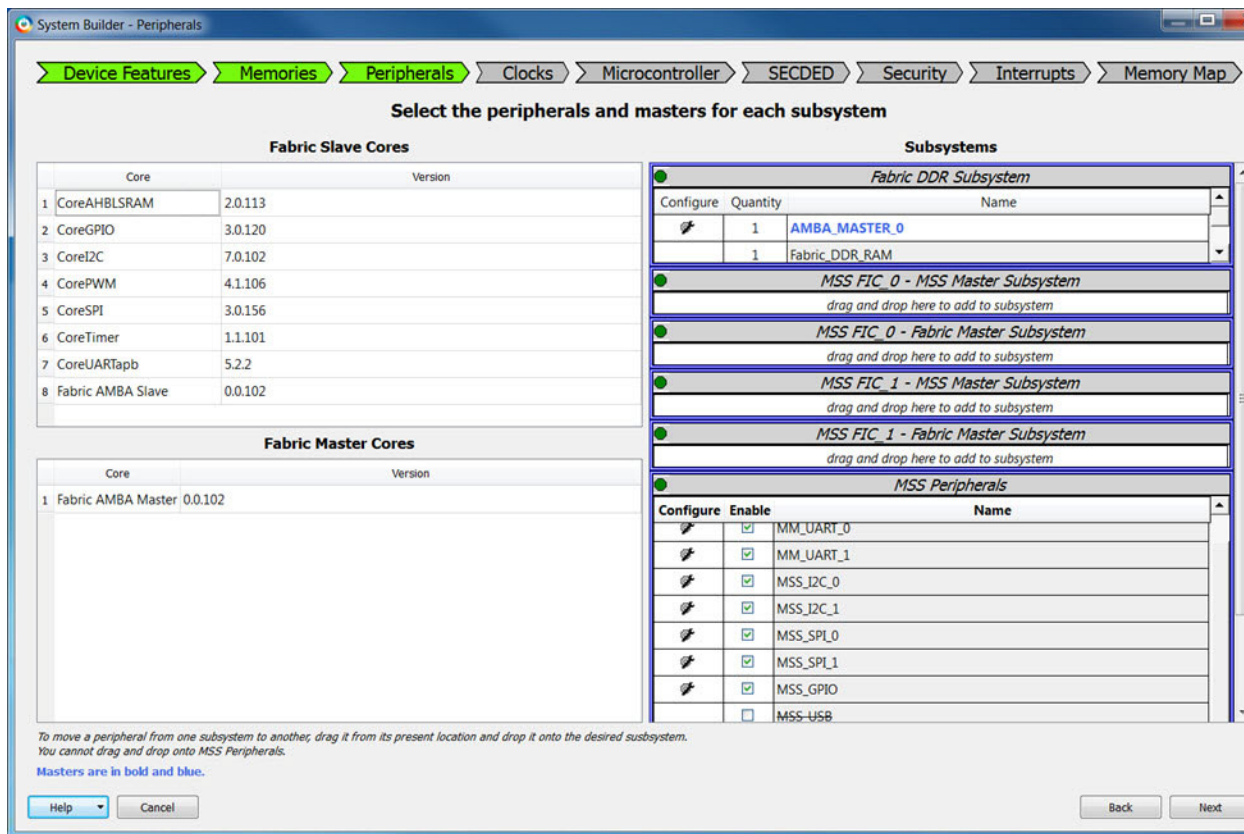 System Builder - Peripherals
Device Features Memories Peripherals Clocks Microcontroller SECDED Security Interrupts Memory Map
Select the peripherals and masters for each subsystem
Fabric Slave Cores
Core Version
1 CoreAHBLSRAM 2.0.113
2 CoreGPIO 3.0.120
3 CoreI2C 7.0.102
4 CorePWM 4.1.106
5 CoreSPI 3.0.156
6 CoreTimer 1.1.101
7 CoreUARTapb 5.2.2
8 Fabric AMBA Slave 0.0.102
Fabric Master Cores
Core Version
1 Fabric AMBA Master 0.0.102
Subsystems
Fabric DDR Subsystem
Configure Quantity Name
1 AMBA_MASTER_0
1 Fabric_DDR_RAM
MSS FIC_0 - MSS Master Subsystem
drag and drop here to add to subsystem
MSS FIC_0 - Fabric Master Subsystem
drag and drop here to add to subsystem
MSS FIC_1 - MSS Master Subsystem
drag and drop here to add to subsystem
MSS FIC_1 - Fabric Master Subsystem
drag and drop here to add to subsystem
MSS Peripherals
Configure Enable Name
MM_UART_0
MM_UART_1
MSS_I2C_0
MSS_I2C_1
MSS_SPI_0
MSS_SPI_1
MSS_GPIO
MSS_USB
To move a peripheral from one subsystem to another, drag it from its present location and drop it onto the desired susbsystem.
You cannot drag and drop onto MSS Peripherals.
Masters are in bold and blue.
Help Cancel Back Next